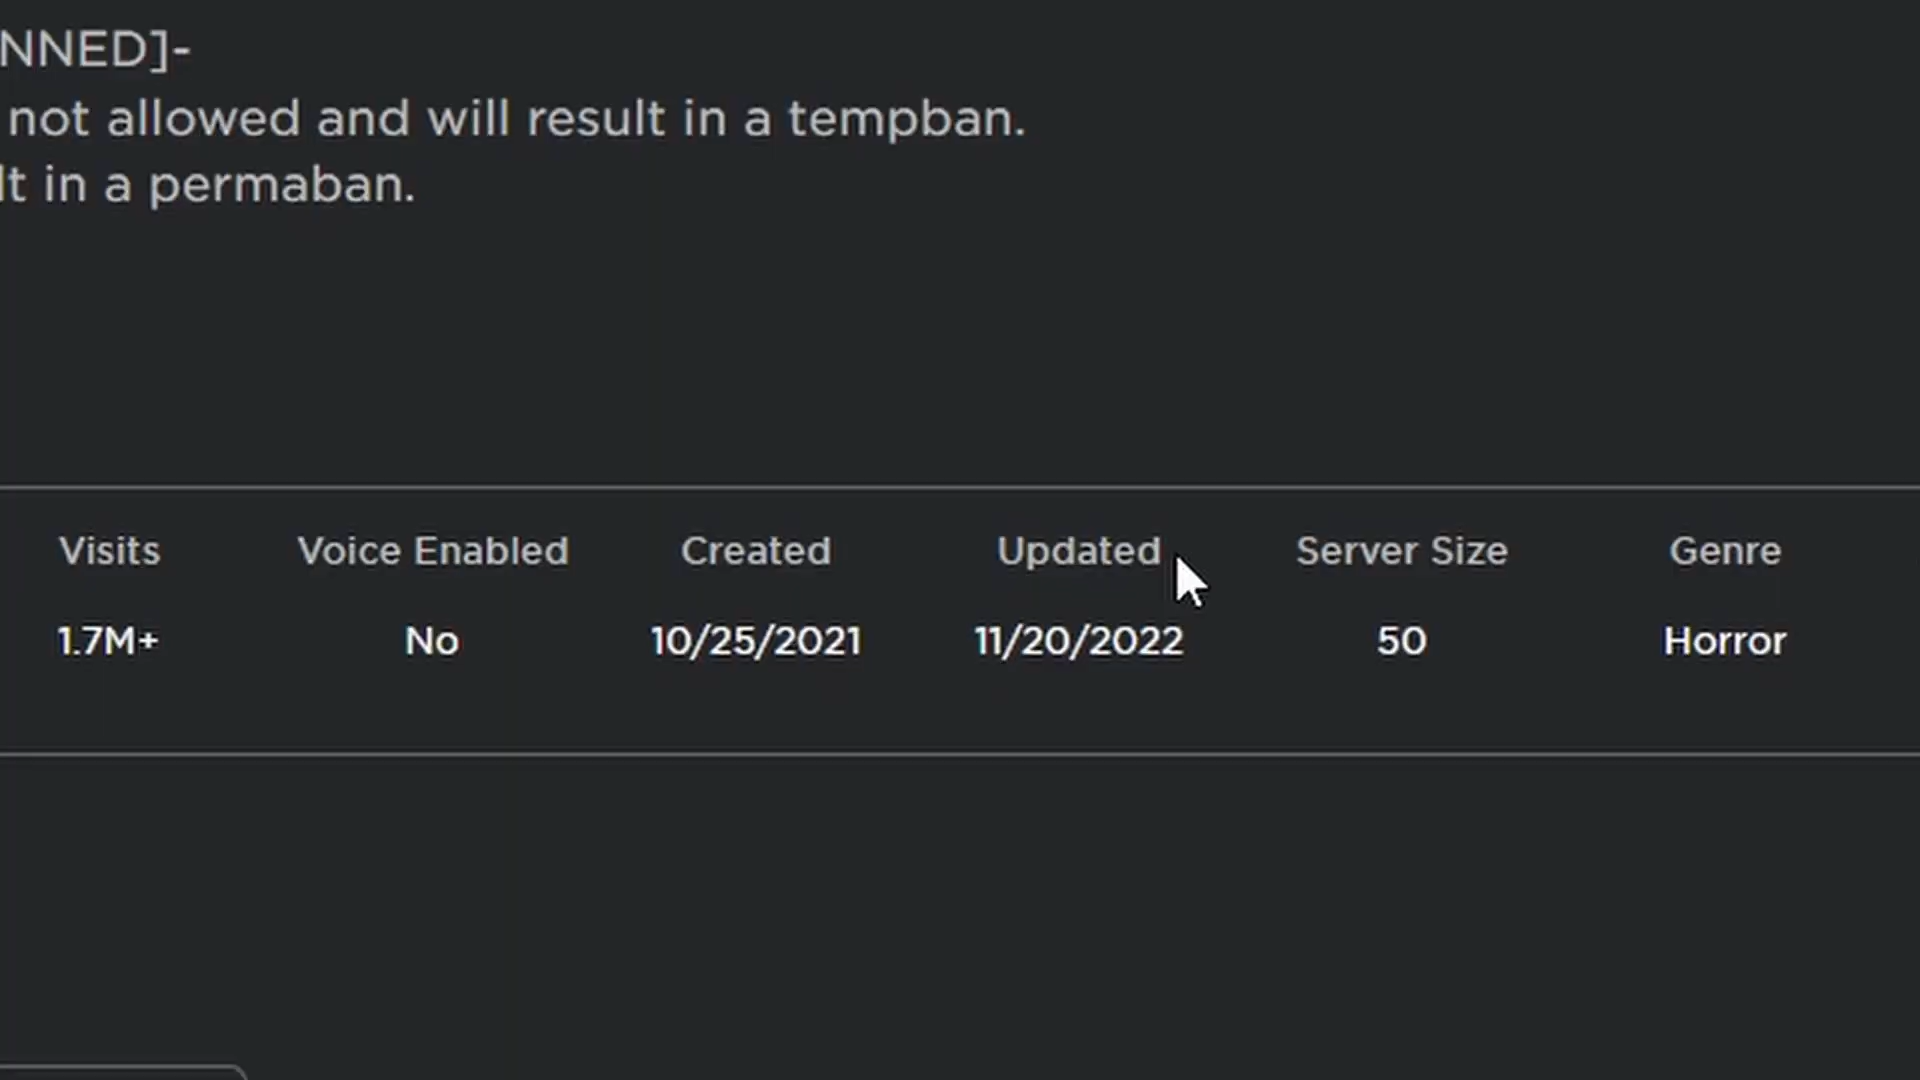 NNED]-
not allowed and will result in a tempban.
lt in a permaban.
Visits Voice Enabled Created Updated Server Size Genre
1.7M+ No 10/25/2021 11/20/2022 50 Horror